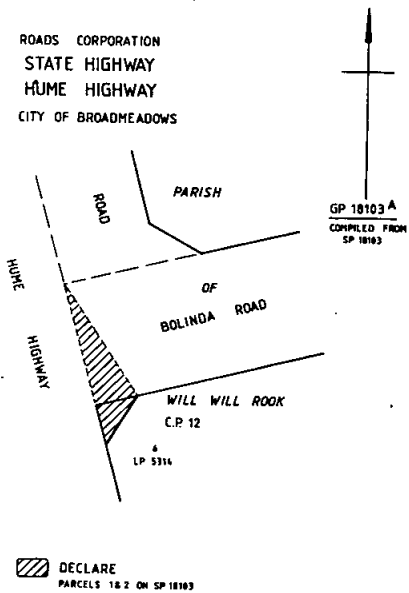 ROADS CORPORATION
STATE HIGHWAY
HUME HIGHWAY
CITY OF BROADMEADOWS
ROAD
PARISH
GP 18103 A
COMPILED FROM
SP 18103
HUME
HIGHWAY
OF
BOLINDA ROAD
WILL WILL ROOK
C.P. 12
6
LP 5314
DECLARE
PARCELS 1 & 2 ON SP 18103